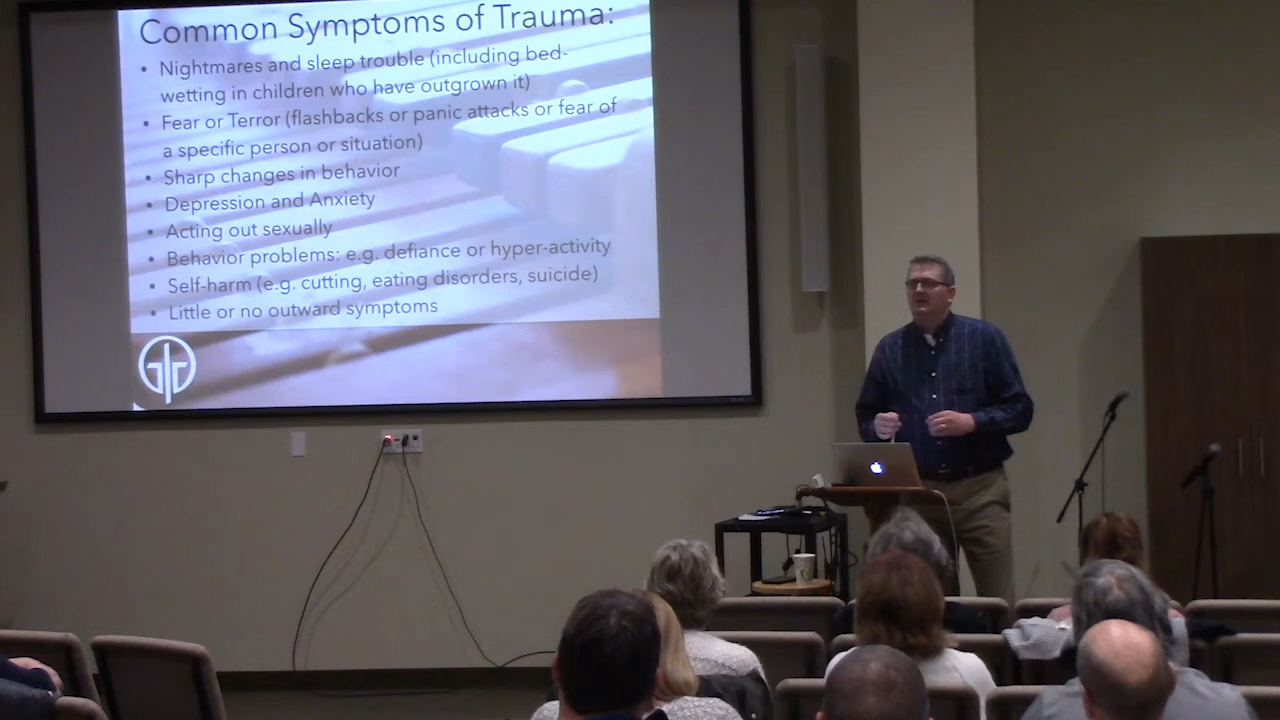 Common Symptoms of Trauma:
• Nightmares and sleep trouble (including bed-
wetting in children who have outgrown it)
• Fear or Terror (flashbacks or panic attacks or fear of
a specific person or situation)
• Sharp changes in behavior
• Depression and Anxiety
• Acting out sexually
• Behavior problems: e.g. defiance or hyper-activity
• Self-harm (e.g. cutting, eating disorders, suicide)
• Little or no outward symptoms